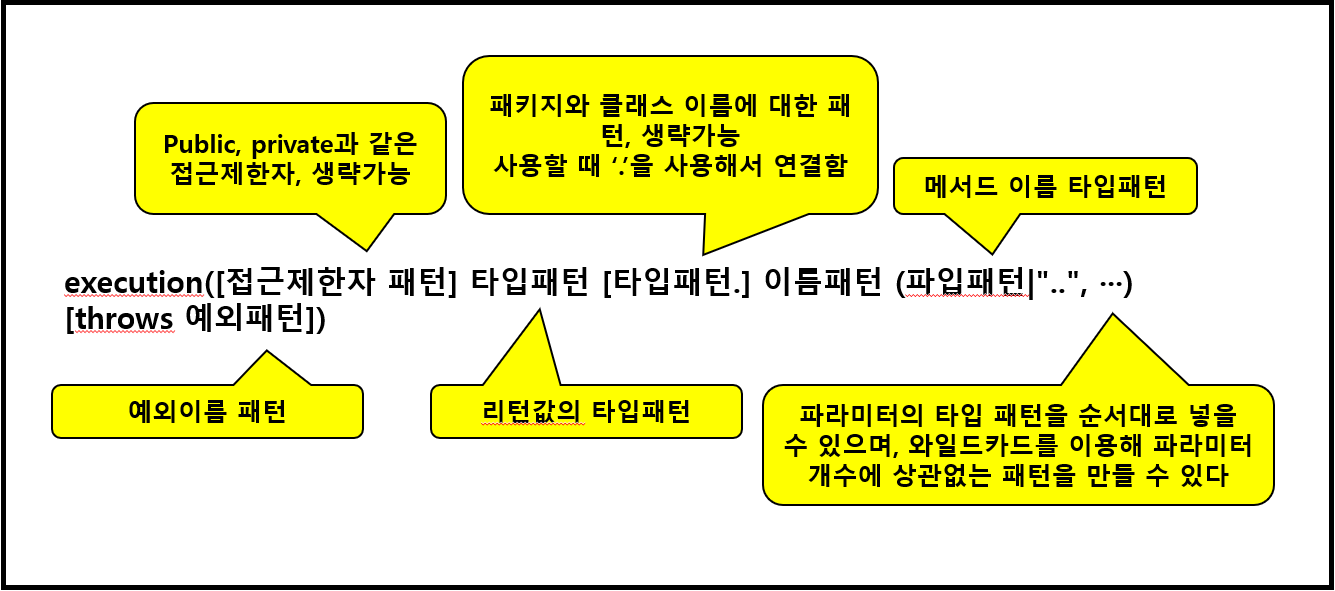 Public, private과 같은
접근제한자, 생략가능
패키지와 클래스 이름에 대한 패
턴, 생략가능
사용할 때 ‘.’을 사용해서 연결함
메서드 이름 타입패턴
execution([접근제한자 패턴] 타입패턴 [타입패턴.] 이름패턴 (파입패턴|"..", ···)
[throws 예외패턴])
예외이름 패턴
리턴값의 타입패턴
파라미터의 타입 패턴을 순서대로 넣을
수 있으며, 와일드카드를 이용해 파라미터
개수에 상관없는 패턴을 만들 수 있다